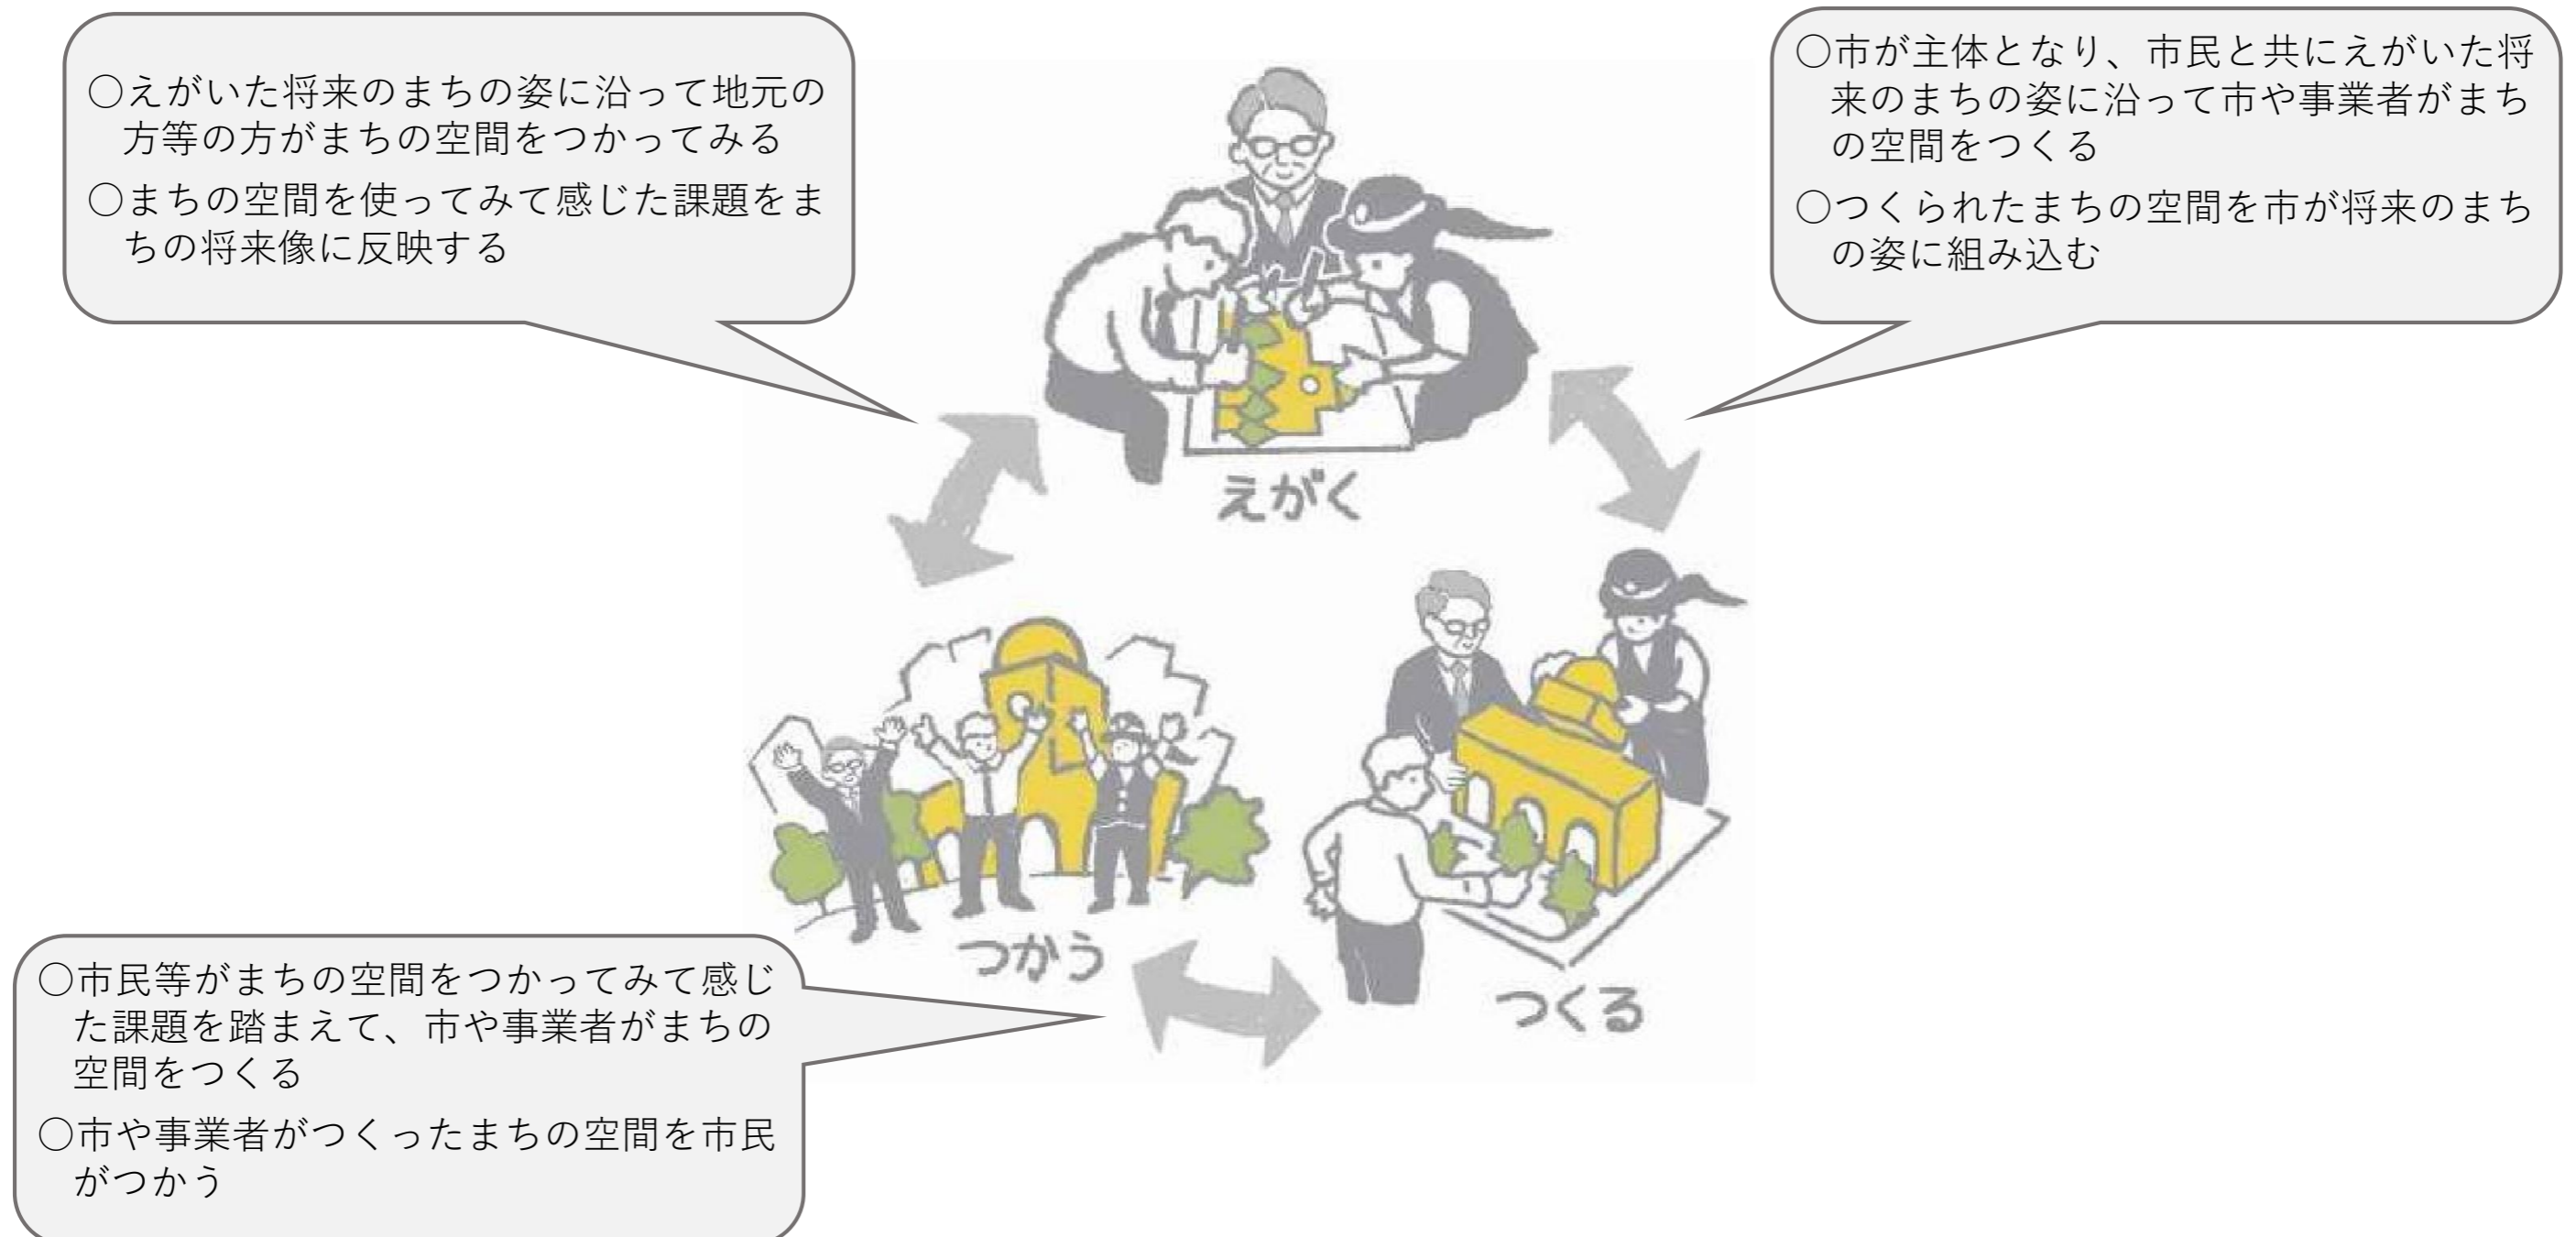 ○えがいた将来のまちの姿に沿って地元の
方等の方がまちの空間をつかってみる
○まちの空間を使ってみて感じた課題をま
ちの将来像に反映する
○市が主体となり、市民と共にえがいた将
来のまちの姿に沿って市や事業者がまち
の空間をつくる
○つくられたまちの空間を市が将来のまち
の姿に組み込む
えがく
つかう
つくる
○市民等がまちの空間をつかってみて感じ
た課題を踏まえて、市や事業者がまちの
空間をつくる
○市や事業者がつくったまちの空間を市民
がつかう